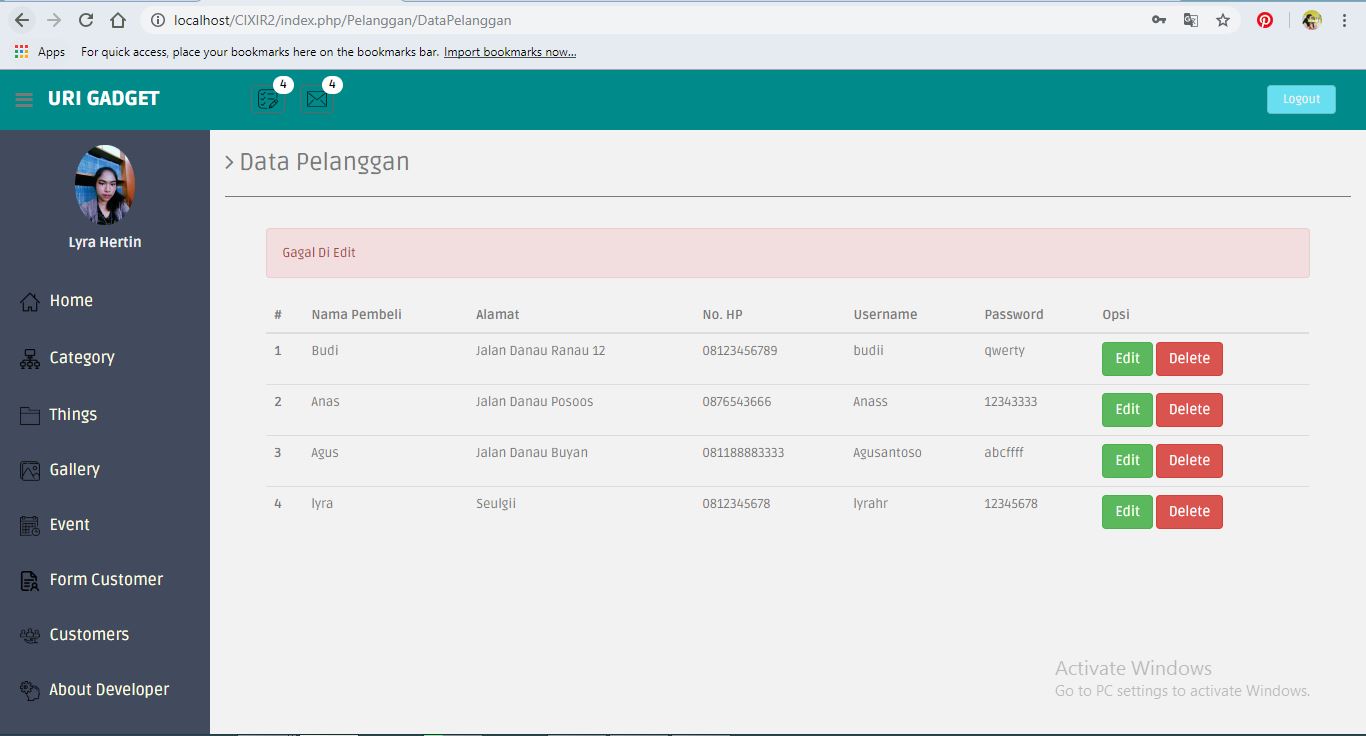 localhost/CIXIR2/index.php/Pelanggan/DataPelanggan
Apps For quick access, place your bookmarks here on the bookmarks bar. Import bookmarks now...
URI GADGET 4 4 Logout
Lyra Hertin
Home
Category
Things
Gallery
Event
Form Customer
Customers
About Developer
Data Pelanggan
Gagal Di Edit
# Nama Pembeli Alamat No. HP Username Password Opsi
1 Budi Jalan Danau Ranau 12 08123456789 budii qwerty Edit Delete
2 Anas Jalan Danau Posoos 0876543666 Anass 12343333 Edit Delete
3 Agus Jalan Danau Buyan 081188883333 Agusantoso abcffff Edit Delete
4 lyra Seulgii 0812345678 lyrahr 12345678 Edit Delete
Activate Windows
Go to PC settings to activate Windows.